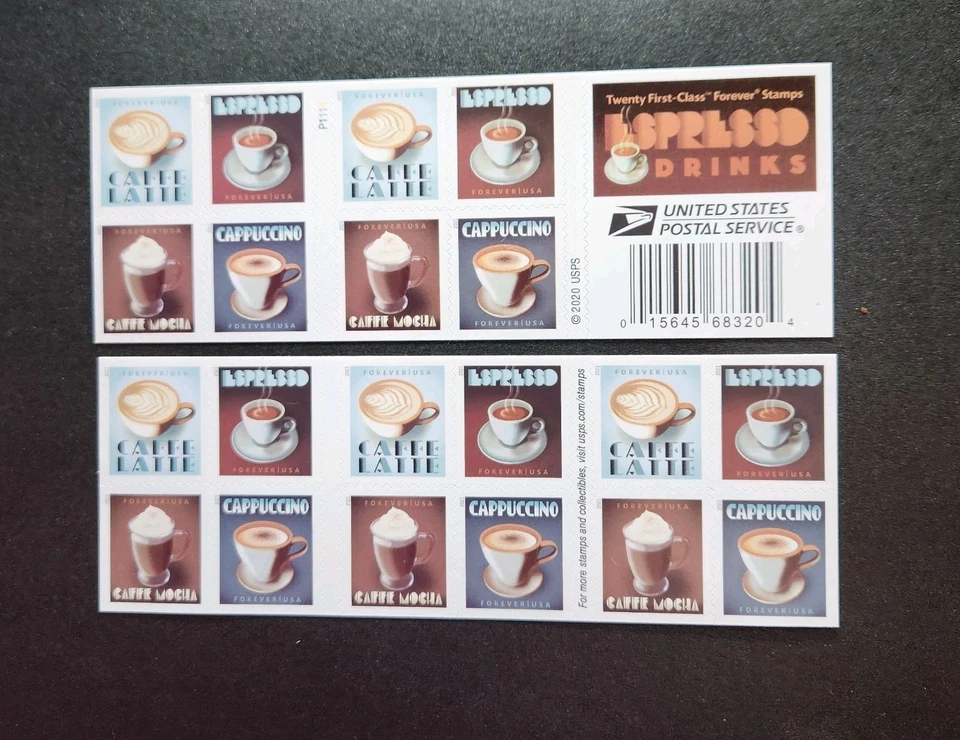 FOREVER|USA
CAFFE
LATTE
ESPRESSO
FOREVER|USA
P1111
FOREVER|USA
CAFFE
LATTE
ESPRESSO
FOREVER|USA
Twenty First-Class™ Forever® Stamps
ESPRESSO
DRINKS
UNITED STATES
POSTAL SERVICE®
FOREVER|USA
CAFFE MOCHA
CAPPUCCINO
FOREVER|USA
FOREVER|USA
CAFFE MOCHA
CAPPUCCINO
FOREVER|USA
© 2020 USPS
0 15645 68320 4
FOREVER|USA
CAFFE
LATTE
ESPRESSO
FOREVER|USA
FOREVER|USA
CAFFE
LATTE
ESPRESSO
FOREVER|USA
For more stamps and collectibles, visit usps.com/stamps
FOREVER|USA
CAFFE
LATTE
ESPRESSO
FOREVER|USA
FOREVER|USA
CAFFE MOCHA
CAPPUCCINO
FOREVER|USA
FOREVER|USA
CAFFE MOCHA
CAPPUCCINO
FOREVER|USA
FOREVER|USA
CAFFE MOCHA
CAPPUCCINO
FOREVER|USA